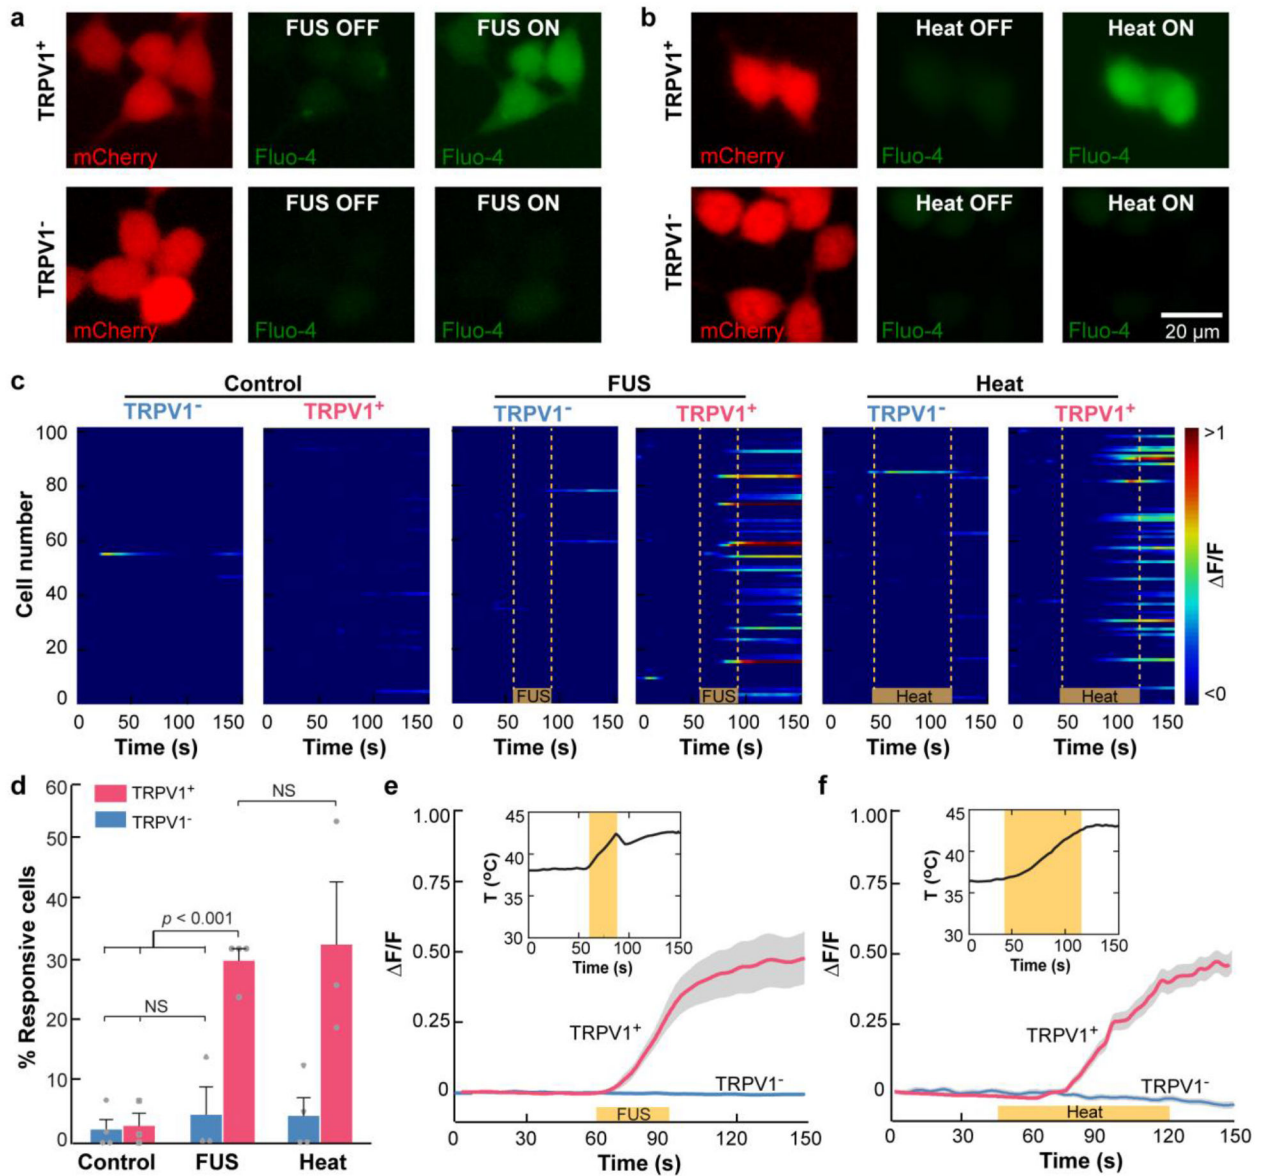 a
TRPV1+
mCherry
FUS OFF
Fluo-4
FUS ON
Fluo-4
TRPV1-
mCherry
FUS OFF
Fluo-4
FUS ON
Fluo-4
b
TRPV1+
mCherry
Heat OFF
Fluo-4
Heat ON
Fluo-4
TRPV1-
mCherry
Heat OFF
Fluo-4
Heat ON
Fluo-4
20 µm
c
Control
FUS
Heat
TRPV1-
TRPV1+
TRPV1-
TRPV1+
TRPV1-
TRPV1+
Cell number
100
80
60
40
20
0
FUS
FUS
Heat
Heat
>1
ΔF/F
<0
0 50 100 150
0 50 100 150
0 50 100 150
0 50 100 150
0 50 100 150
0 50 100 150
Time (s)
Time (s)
Time (s)
Time (s)
Time (s)
Time (s)
d
% Responsive cells
60
50
40
30
20
10
0
TRPV1+
TRPV1-
NS
p < 0.001
NS
Control
FUS
Heat
e
ΔF/F
1.00
0.75
0.50
0.25
0
T (oC)
45
40
35
30
0 50 100 150
Time (s)
TRPV1+
TRPV1-
FUS
0 30 60 90 120 150
Time (s)
f
ΔF/F
1.00
0.75
0.50
0.25
0
T (oC)
45
40
35
30
0 50 100 150
Time (s)
TRPV1+
TRPV1-
Heat
0 30 60 90 120 150
Time (s)